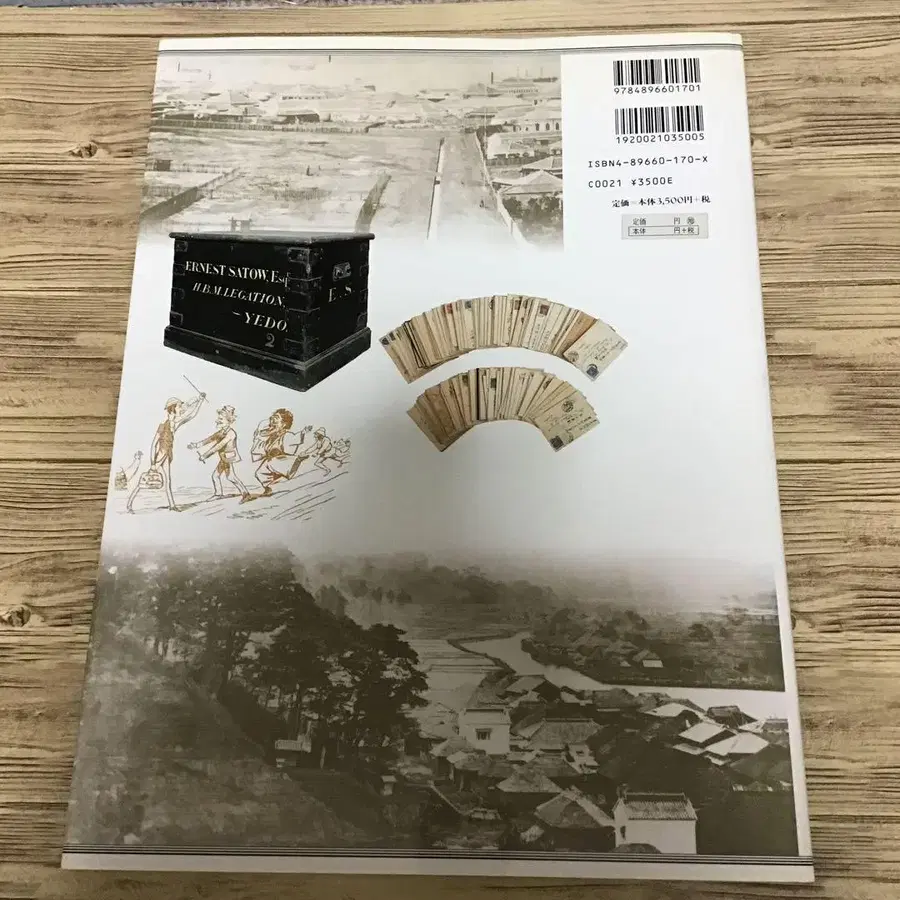 9784896601701
1920021035005
ISBN4-89660-170-X
C0021 ¥3500E
定価=本体3,500円+税
定価 円 税
本体 円+税
ERNEST SATOW, Esq
H.B.M. LEGATION,
E. S.
– YEDO.
2